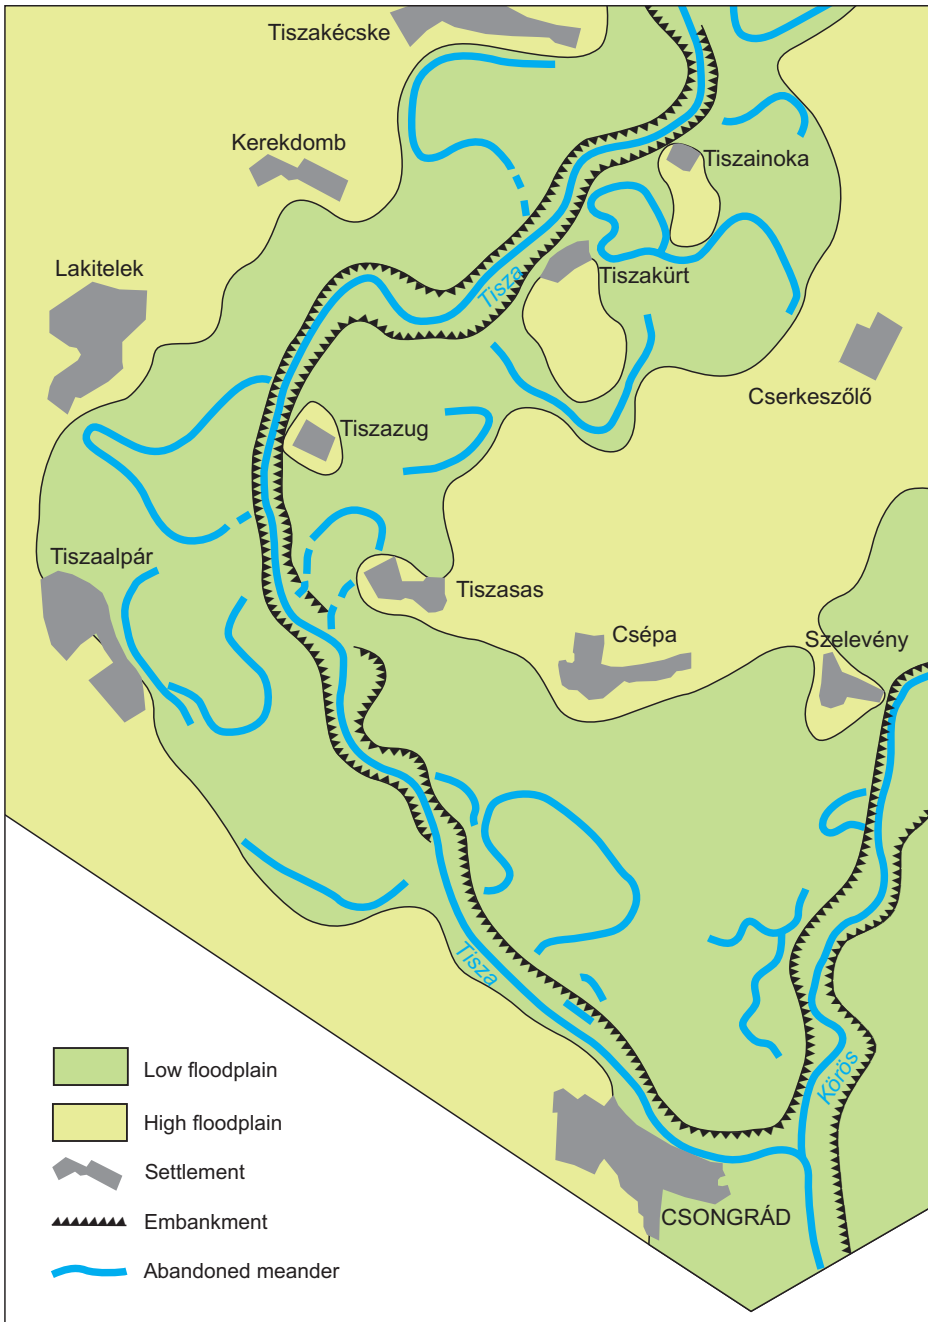 Tiszakécske
Kerekdomb
Tiszainoka
Lakitelek
Tisza
Tiszakürt
Cserkeszőlő
Tiszazug
Tiszaalpár
Tiszasas
Csépa
Szelevény
Tisza
Körös
Low floodplain
High floodplain
Settlement
Embankment
Abandoned meander
CSONGRÁD